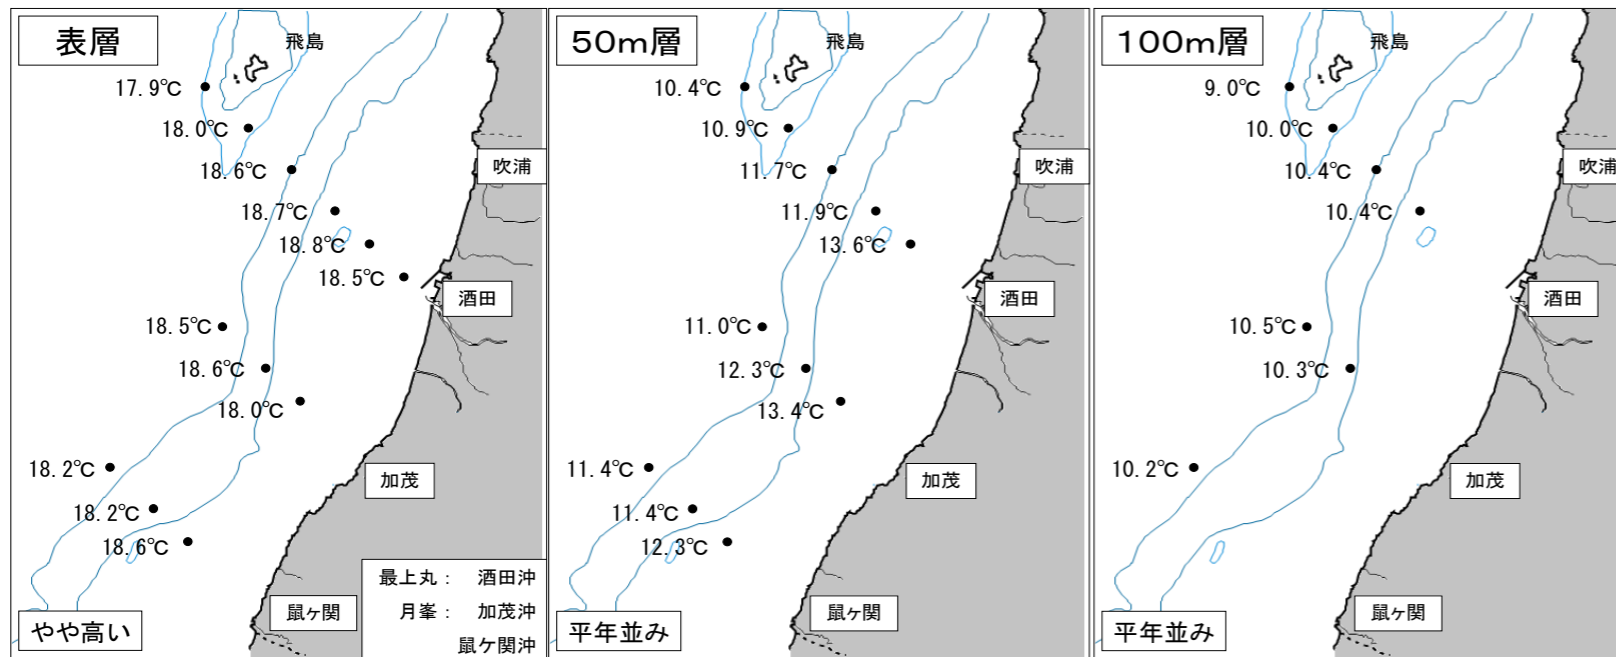 表層
飛島
17.9℃
18.0℃
18.6℃
吹浦
18.7℃
18.8℃
18.5℃
酒田
18.5℃
18.6℃
18.0℃
18.2℃
加茂
18.2℃
18.6℃
最上丸： 酒田沖
月峯： 加茂沖
鼠ケ関沖
鼠ヶ関
やや高い
50m層
飛島
10.4℃
10.9℃
11.7℃
吹浦
11.9℃
13.6℃
酒田
11.0℃
12.3℃
13.4℃
11.4℃
加茂
11.4℃
12.3℃
鼠ヶ関
平年並み
100m層
飛島
9.0℃
10.0℃
10.4℃
吹浦
10.4℃
酒田
10.5℃
10.3℃
10.2℃
加茂
鼠ヶ関
平年並み